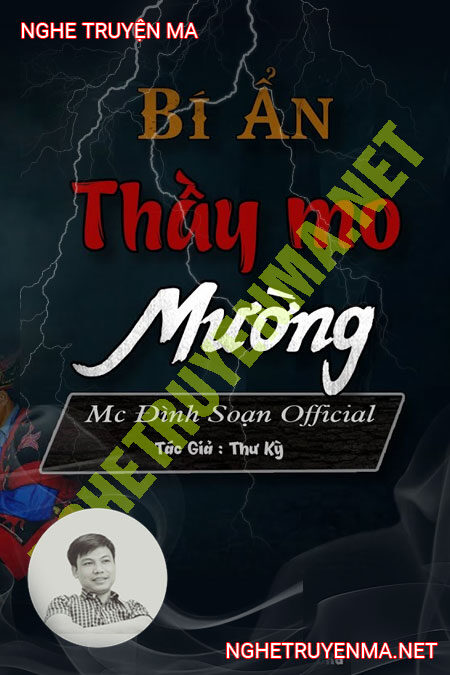 NGHE TRUYỆN MA
Bí Ẩn
Thầy mo
Mường
Mc Đình Soạn Official
Tác Giả : Thư Kỳ
NGHETRUYENMA.NET
NGHETRUYENMA.NET